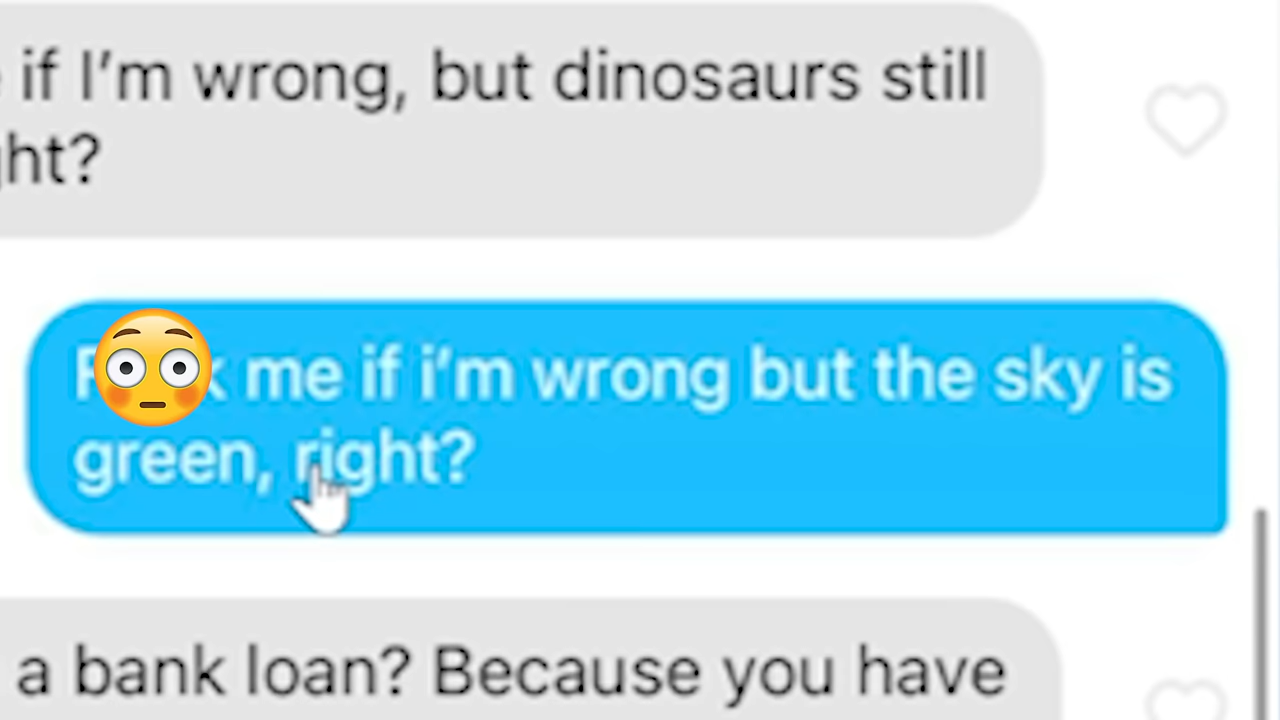 if I’m wrong, but dinosaurs still
ght?
me if i’m wrong but the sky is
green, right?
a bank loan? Because you have